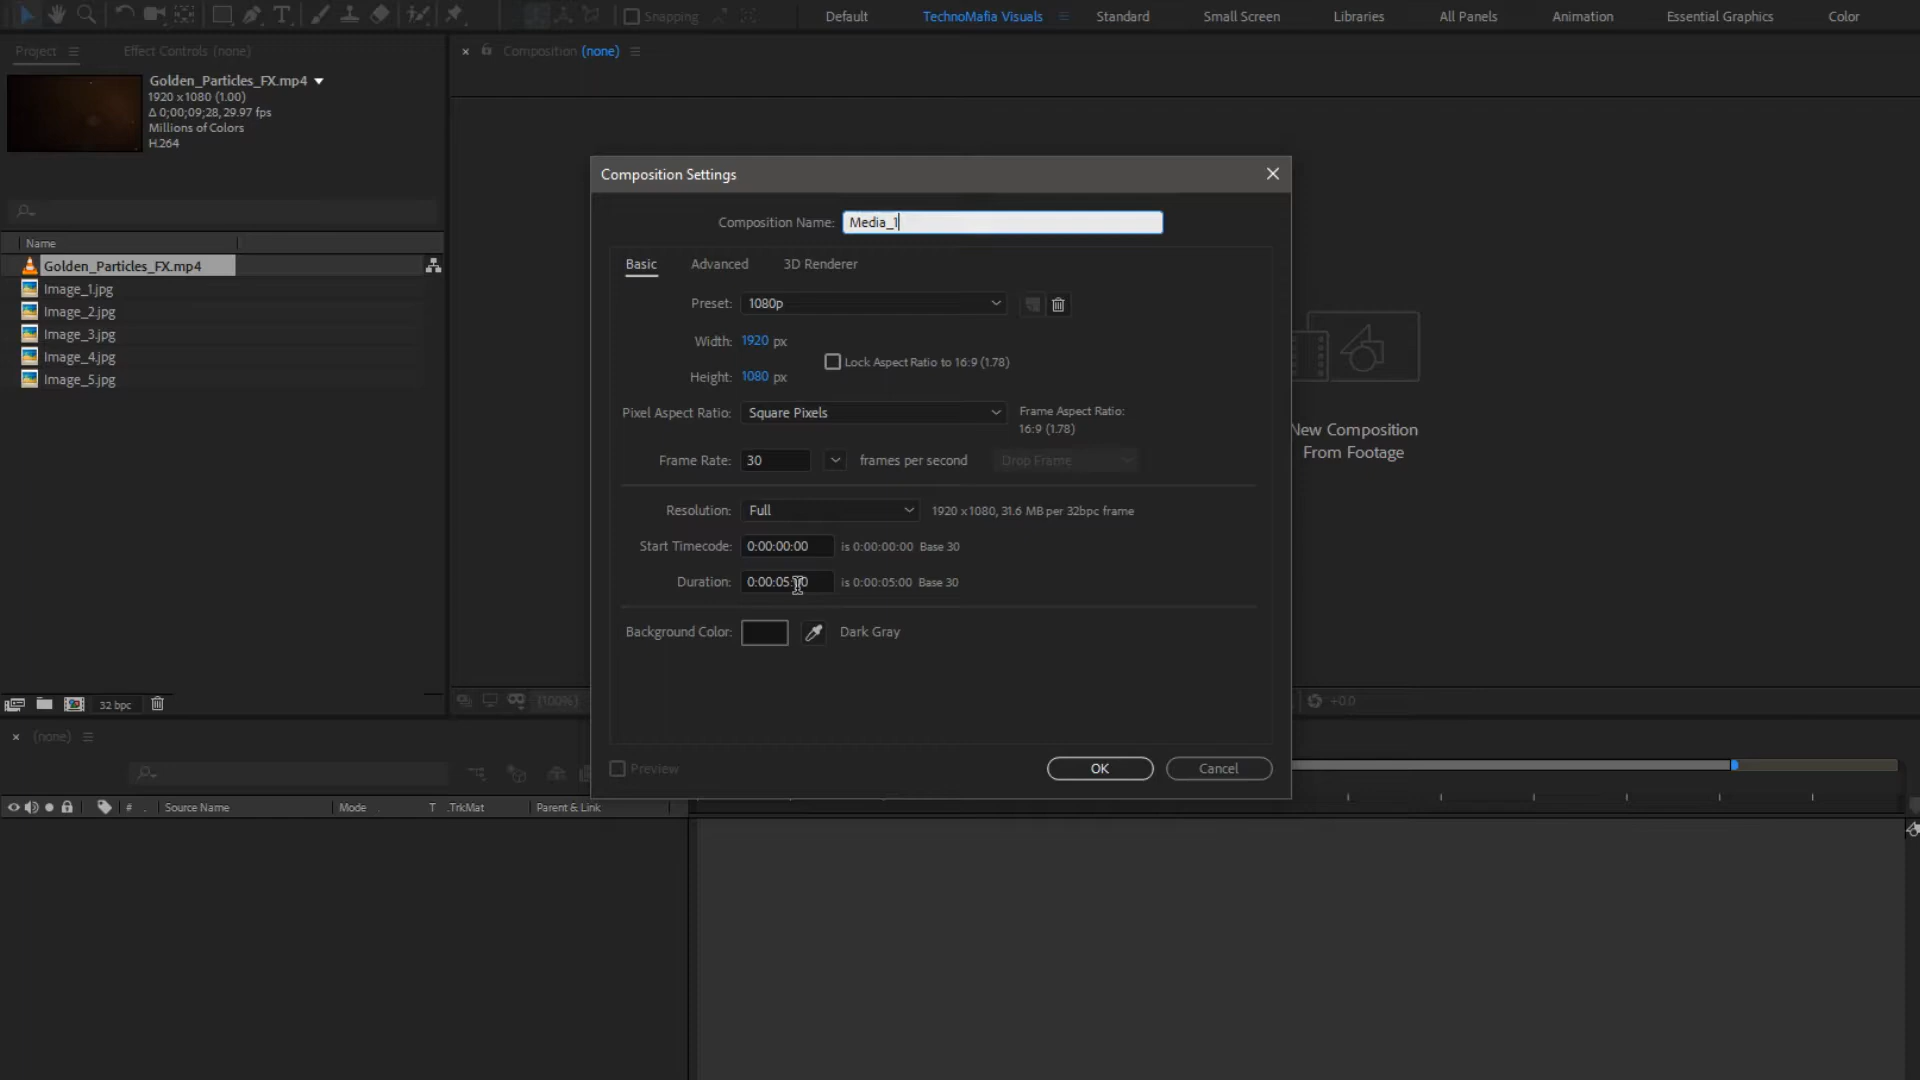 Snapping
Default
TechnoMafia Visuals
Standard
Small Screen
Libraries
All Panels
Animation
Essential Graphics
Color
Project
Effect Controls (none)
Composition (none)
Golden_Particles_FX.mp4
1920 x 1080 (1.00)
Δ 0;00;09;28, 29.97 fps
Millions of Colors
H.264
Name
Golden_Particles_FX.mp4
Image_1.jpg
Image_2.jpg
Image_3.jpg
Image_4.jpg
Image_5.jpg
32 bpc
Composition Settings
Composition Name: Media_1
Basic
Advanced
3D Renderer
Preset: 1080p
Width: 1920 px
Lock Aspect Ratio to 16:9 (1.78)
Height: 1080 px
Pixel Aspect Ratio: Square Pixels
Frame Aspect Ratio:
16:9 (1.78)
Frame Rate: 30 frames per second Drop Frame
Resolution: Full 1920 x 1080, 31.6 MB per 32bpc frame
Start Timecode: 0:00:00:00 is 0:00:00:00 Base 30
Duration: 0:00:05:00 is 0:00:05:00 Base 30
Background Color: Dark Gray
Preview
OK
Cancel
New Composition
From Footage
(100%)
+0.0
(none)
#
Source Name
Mode
T .TrkMat
Parent & Link